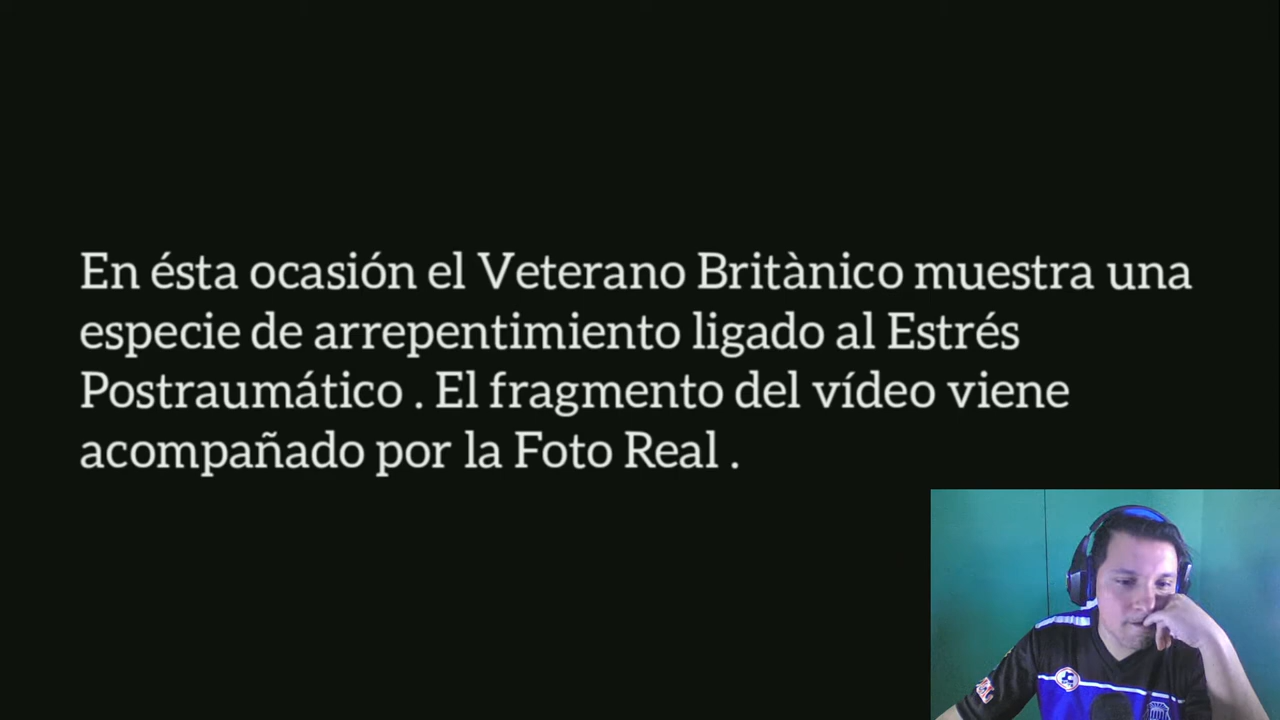 En ésta ocasión el Veterano Britànico muestra una
especie de arrepentimiento ligado al Estrés
Postraumático . El fragmento del vídeo viene
acompañado por la Foto Real .